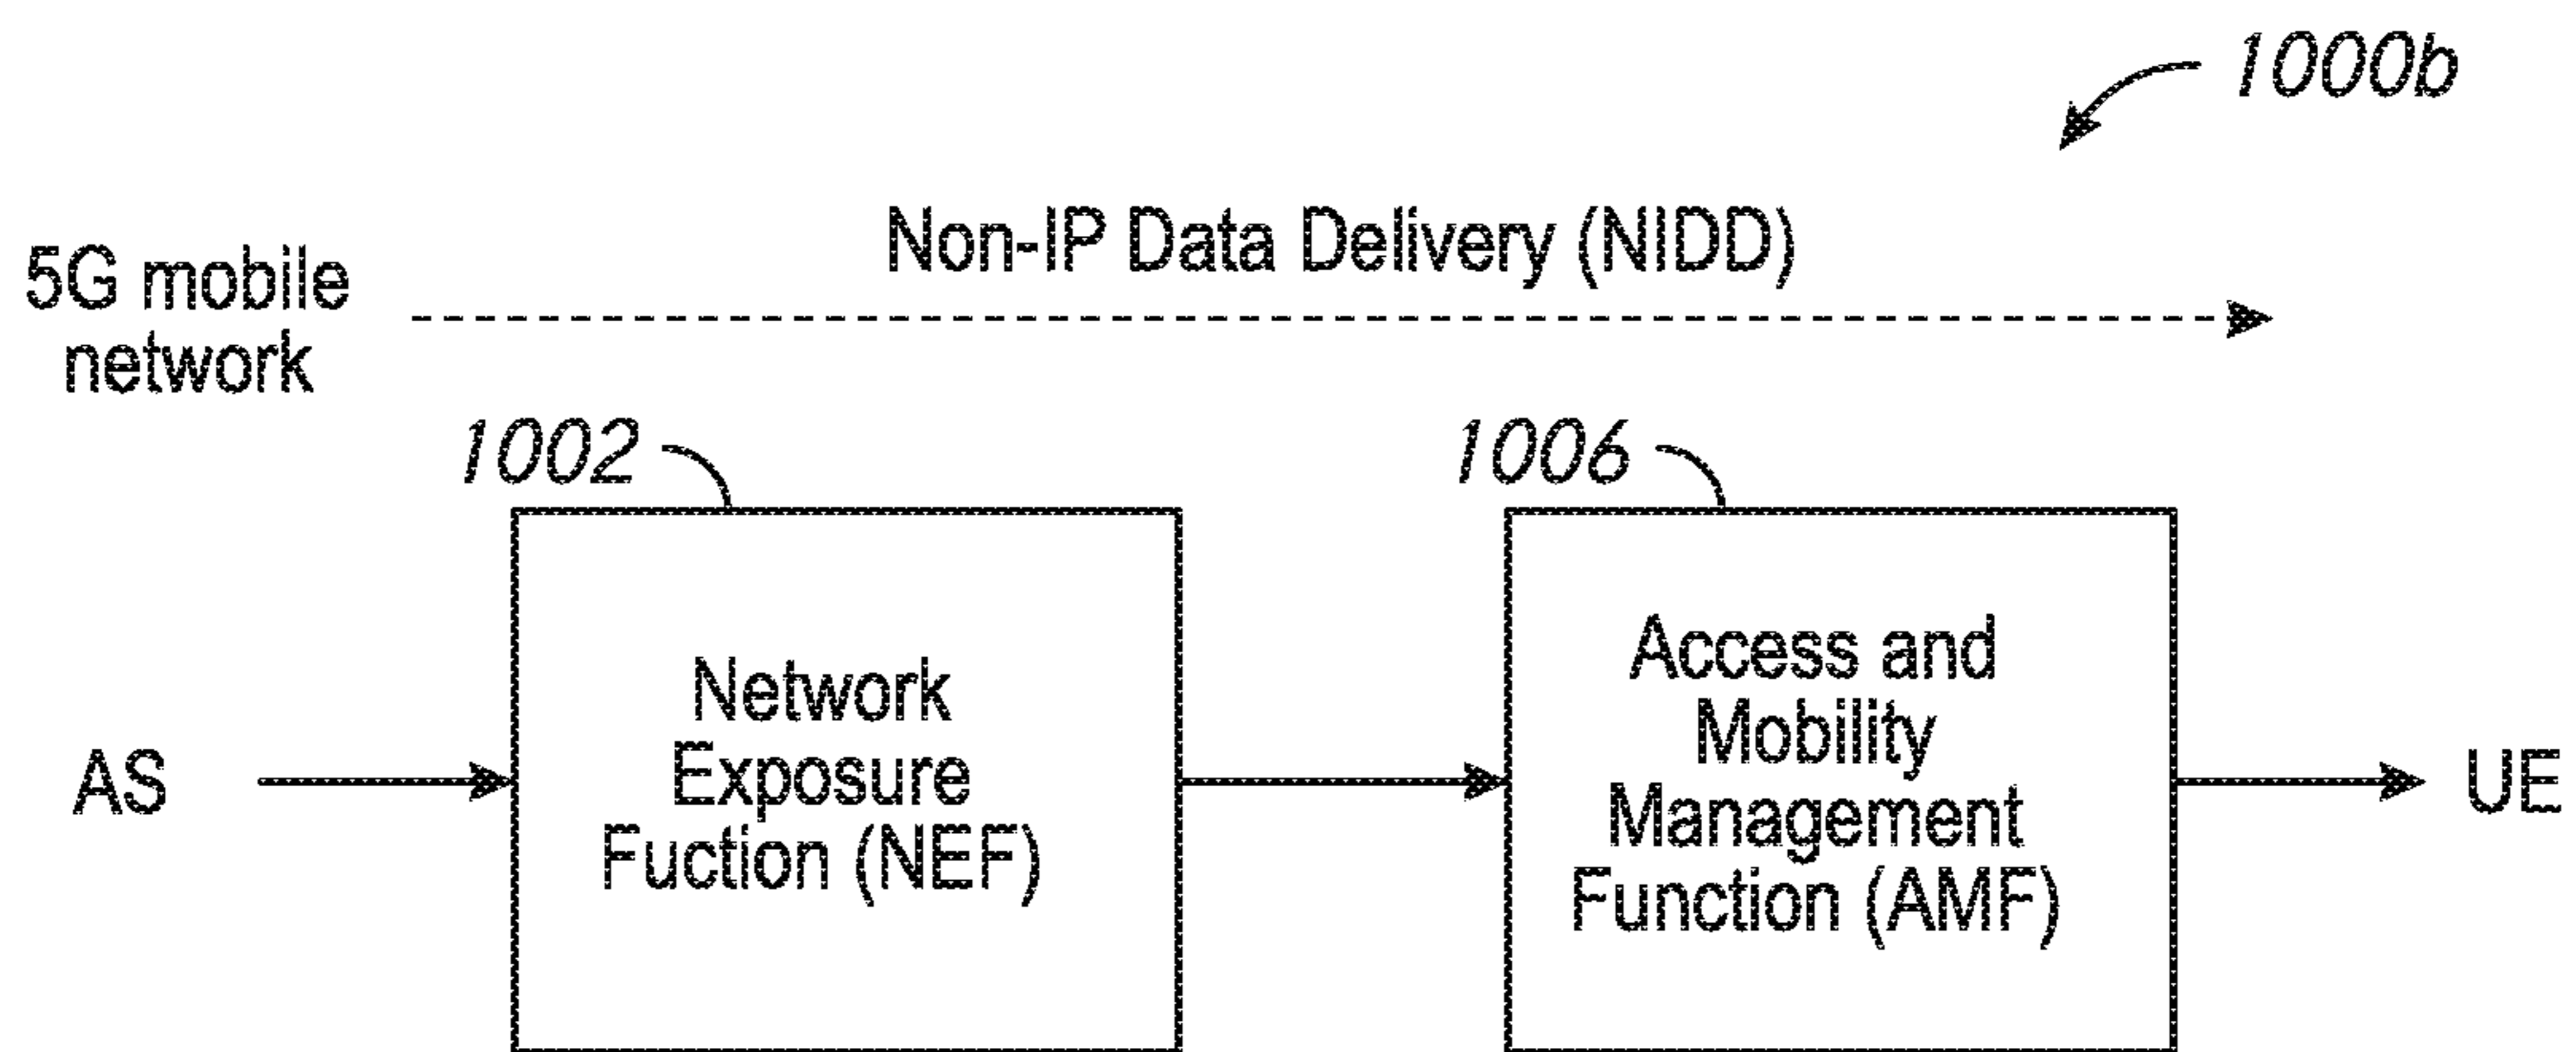 1000b
Non-IP Data Delivery (NIDD)
5G mobile
network
1002
1006
AS
Network
Exposure
Fuction (NEF)
Access and
Mobility
Management
Function (AMF)
UE